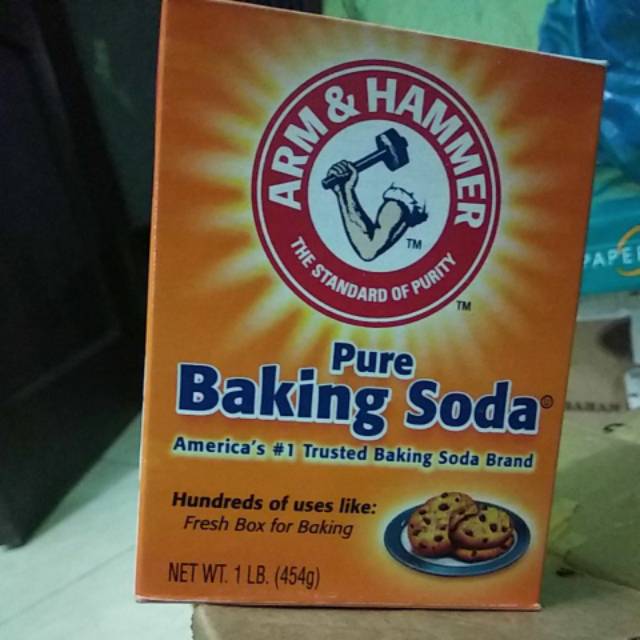 ARM & HAMMER
TM
THE STANDARD OF PURITY
TM
Pure
Baking Soda®
America's #1 Trusted Baking Soda Brand
Hundreds of uses like:
Fresh Box for Baking
NET WT. 1 LB. (454g)